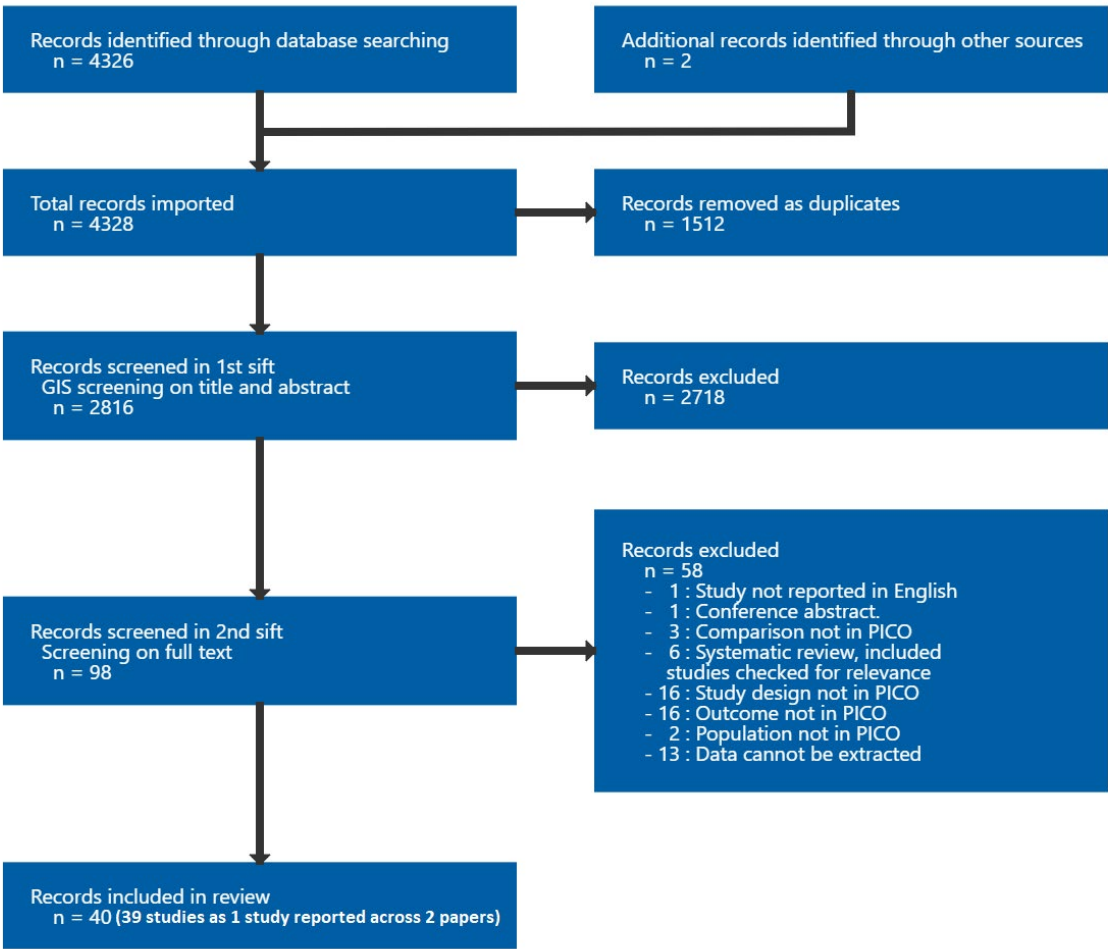 Records identified through database searching
n = 4326
Additional records identified through other sources
n = 2
Total records imported
n = 4328
Records removed as duplicates
n = 1512
Records screened in 1st sift
GIS screening on title and abstract
n = 2816
Records excluded
n = 2718
Records screened in 2nd sift
Screening on full text
n = 98
Records excluded
n = 58
- 1 : Study not reported in English
- 1 : Conference abstract.
- 3 : Comparison not in PICO
- 6 : Systematic review, included
studies checked for relevance
- 16 : Study design not in PICO
- 16 : Outcome not in PICO
- 2 : Population not in PICO
- 13 : Data cannot be extracted
Records included in review
n = 40 (39 studies as 1 study reported across 2 papers)